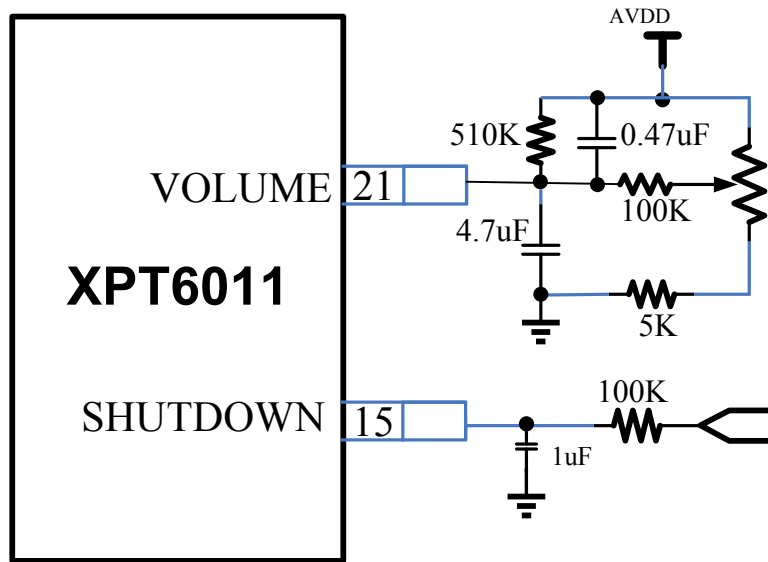 AVDD
510K
0.47uF
VOLUME 21
100K
4.7uF
XPT6011
5K
100K
SHUTDOWN 15
1uF